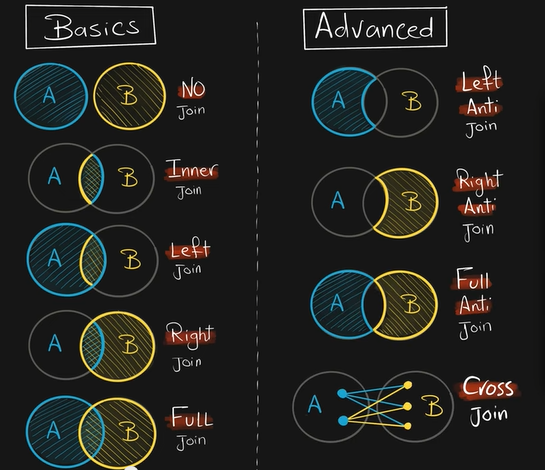 Basics
A
B
NO
Join
A
B
Inner
Join
A
B
Left
Join
A
B
Right
Join
A
B
FULL
Join
Advanced
A
B
Left
Anti
Join
A
B
Right
Anti
Join
A
B
Full
Anti
Join
A
B
Cross
Join